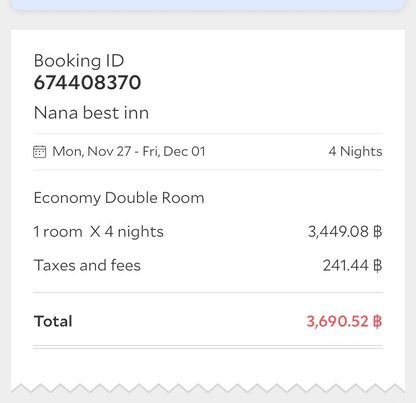 Booking ID
674408370
Nana best inn
Mon, Nov 27 - Fri, Dec 01 4 Nights
Economy Double Room
1 room X 4 nights 3,449.08 ฿
Taxes and fees 241.44 ฿
Total 3,690.52 ฿